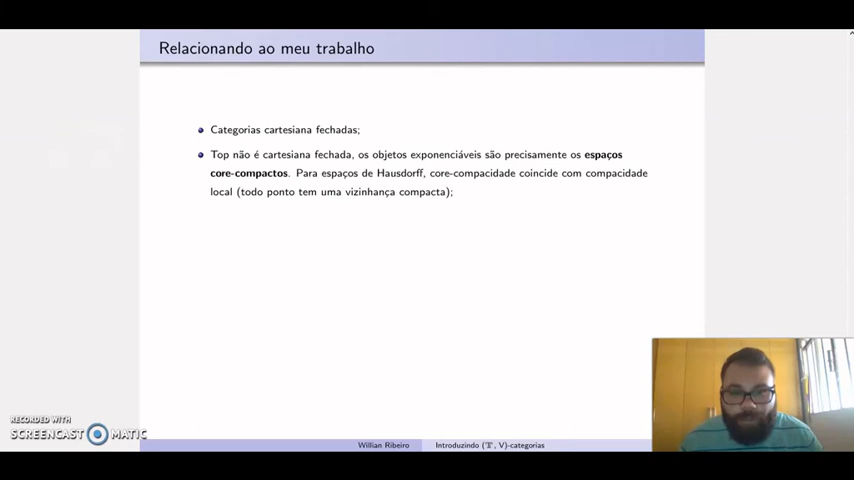 Relacionando ao meu trabalho
Categorias cartesiana fechadas;
Top não é cartesiana fechada, os objetos exponenciáveis são precisamente os espaços
core-compactos. Para espaços de Hausdorff, core-compacidade coincide com compacidade
local (todo ponto tem uma vizinhança compacta);
RECORDED WITH
SCREENCAST MATIC
Willian Ribeiro
Introduzindo (𝕋, V)-categorias